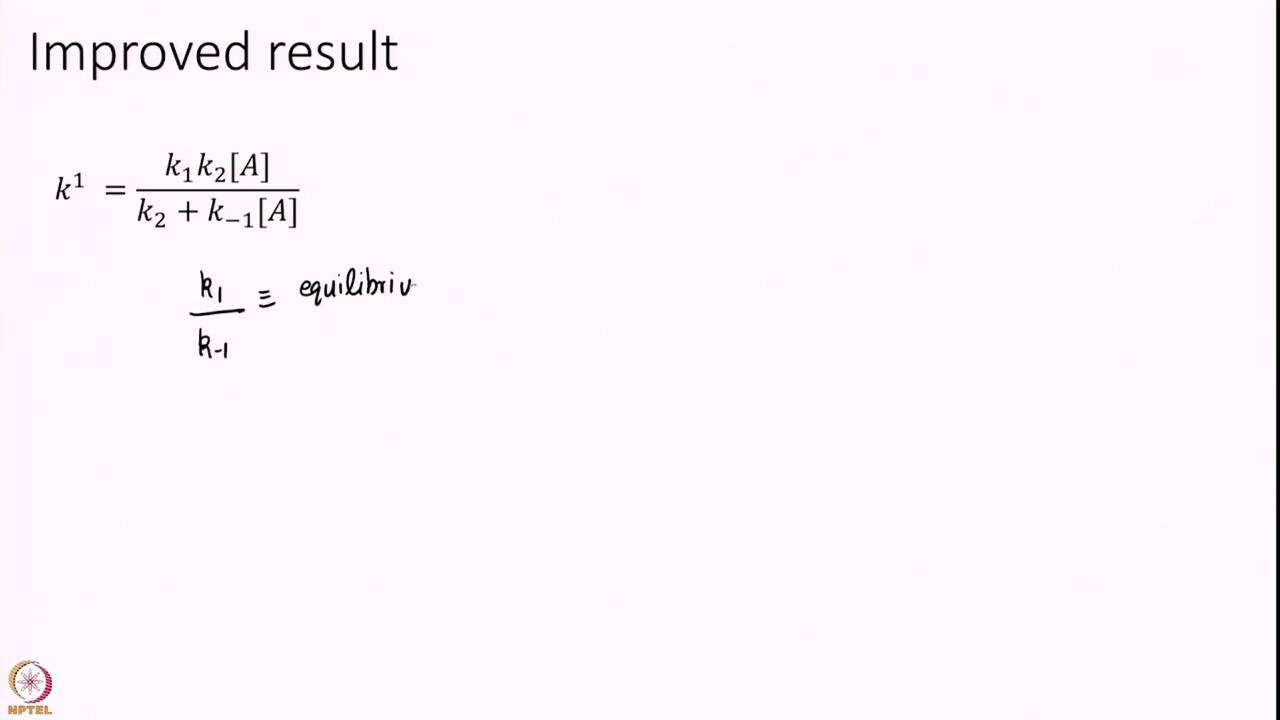 Improved result
k¹ = k₁k₂[A] / k₂ + k₋₁[A]
k₁ / k₋₁ ≡ equilibriu
NPTEL